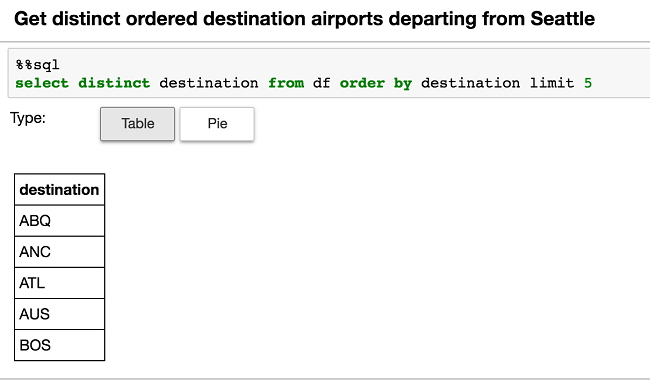 Get distinct ordered destination airports departing from Seattle
%%sql
select distinct destination from df order by destination limit 5
Type:
Table
Pie
destination
ABQ
ANC
ATL
AUS
BOS